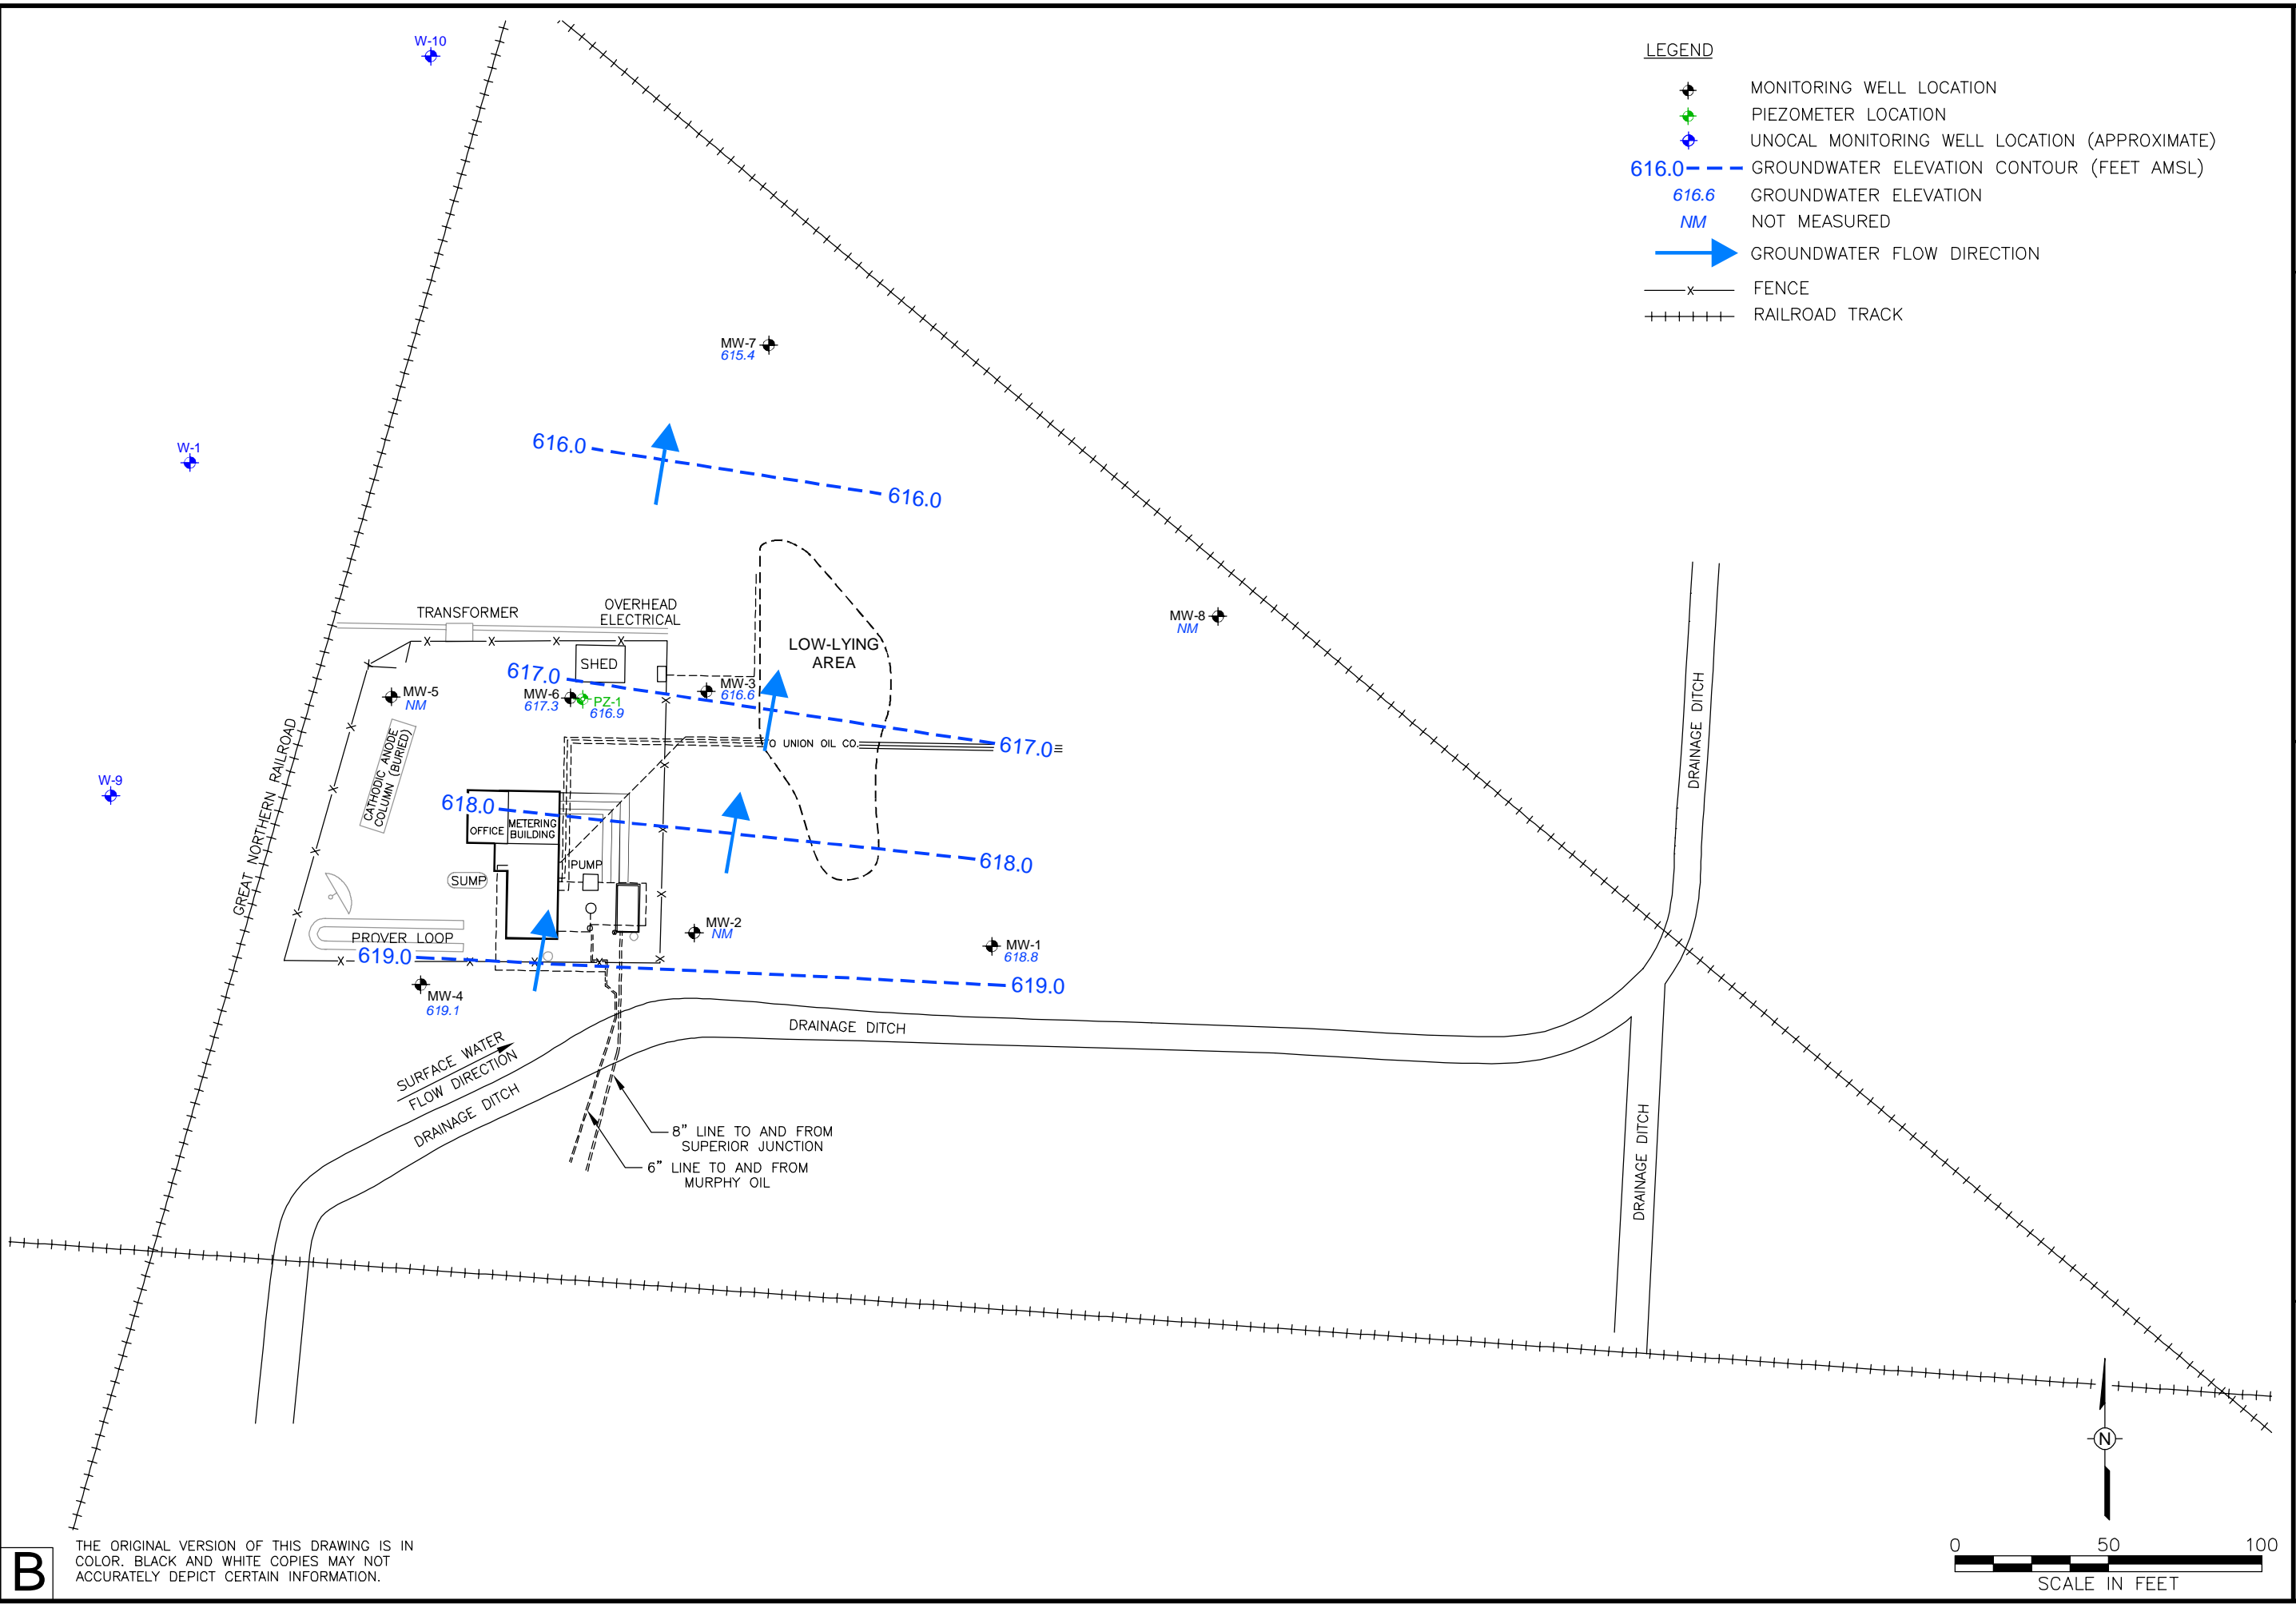 W-10
LEGEND
MONITORING WELL LOCATION
PIEZOMETER LOCATION
UNOCAL MONITORING WELL LOCATION (APPROXIMATE)
616.0 GROUNDWATER ELEVATION CONTOUR (FEET AMSL)
616.6 GROUNDWATER ELEVATION
NM NOT MEASURED
GROUNDWATER FLOW DIRECTION
X FENCE
RAILROAD TRACK
MW-7
615.4
W-1
616.0
616.0
TRANSFORMER
OVERHEAD
ELECTRICAL
MW-8
NM
LOW-LYING
AREA
SHED
617.0
MW-5
NM
MW-6
617.3
PZ-1
616.9
MW-3
616.6
DRAINAGE DITCH
O UNION OIL CO.
617.0
CATHODIC ANODE
COLUMN (BURIED)
GREAT NORTHERN RAILROAD
W-9
618.0
OFFICE
METERING
BUILDING
PUMP
618.0
SUMP
PROVER LOOP
619.0
MW-2
NM
MW-1
618.8
619.0
MW-4
619.1
DRAINAGE DITCH
SURFACE WATER
FLOW DIRECTION
DRAINAGE DITCH
8" LINE TO AND FROM
SUPERIOR JUNCTION
6" LINE TO AND FROM
MURPHY OIL
DRAINAGE DITCH
N
THE ORIGINAL VERSION OF THIS DRAWING IS IN
COLOR. BLACK AND WHITE COPIES MAY NOT
ACCURATELY DEPICT CERTAIN INFORMATION.
B
0 50 100
SCALE IN FEET